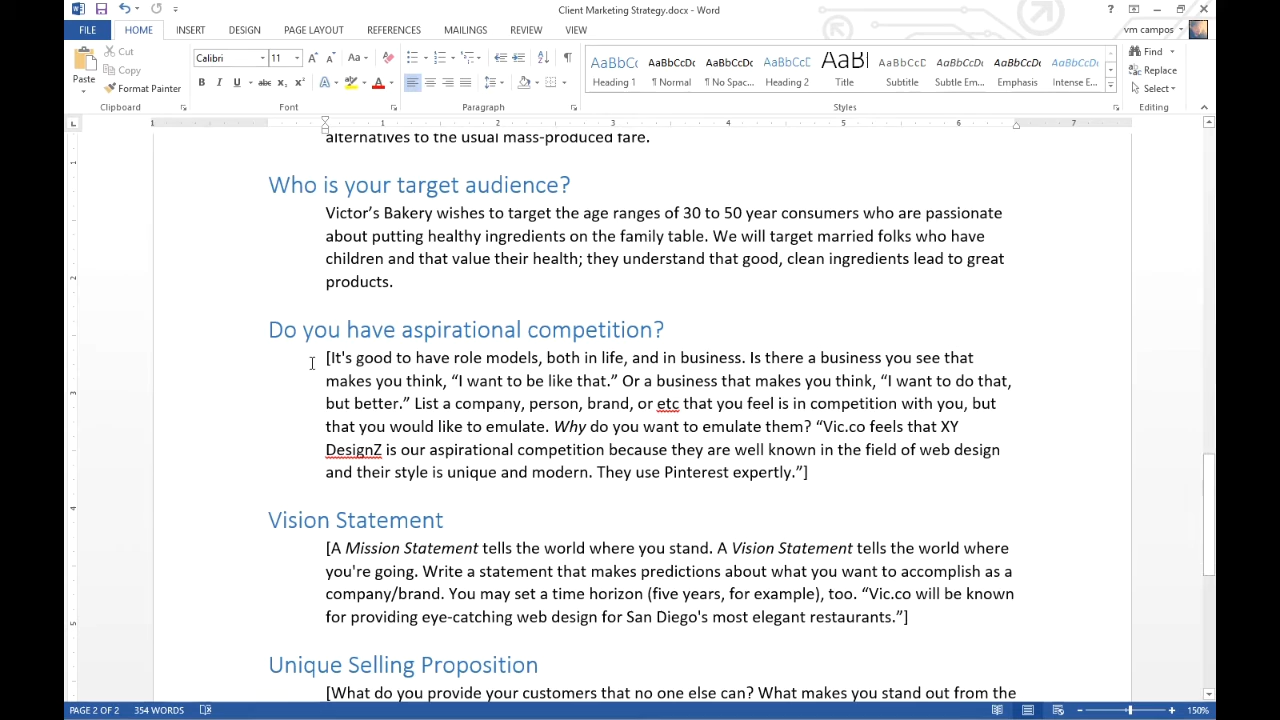 Client Marketing Strategy.docx - Word
FILE HOME INSERT DESIGN PAGE LAYOUT REFERENCES MAILINGS REVIEW VIEW vm campos
Paste
Cut
Copy
Format Painter
Clipboard
Calibri 11
Font
Paragraph
AaBbCc AaBbCcDc AaBbCcDc AaBbCcD AaBl AaBbCcD AaBbCcDc AaBbCcDc AaBbCcDc
Heading 1 ¶ Normal ¶ No Spac... Heading 2 Title Subtitle Subtle Em... Emphasis Intense E...
Styles
Find
Replace
Select
Editing
1 1 2 3 4 5 6 7
alternatives to the usual mass-produced fare.
Who is your target audience?
Victor’s Bakery wishes to target the age ranges of 30 to 50 year consumers who are passionate
about putting healthy ingredients on the family table. We will target married folks who have
children and that value their health; they understand that good, clean ingredients lead to great
products.
Do you have aspirational competition?
[It's good to have role models, both in life, and in business. Is there a business you see that
makes you think, “I want to be like that.” Or a business that makes you think, “I want to do that,
but better.” List a company, person, brand, or etc that you feel is in competition with you, but
that you would like to emulate. Why do you want to emulate them? “Vic.co feels that XY
DesignZ is our aspirational competition because they are well known in the field of web design
and their style is unique and modern. They use Pinterest expertly.”]
Vision Statement
[A Mission Statement tells the world where you stand. A Vision Statement tells the world where
you're going. Write a statement that makes predictions about what you want to accomplish as a
company/brand. You may set a time horizon (five years, for example), too. “Vic.co will be known
for providing eye-catching web design for San Diego's most elegant restaurants.”]
Unique Selling Proposition
[What do you provide your customers that no one else can? What makes you stand out from the
PAGE 2 OF 2 354 WORDS 150%